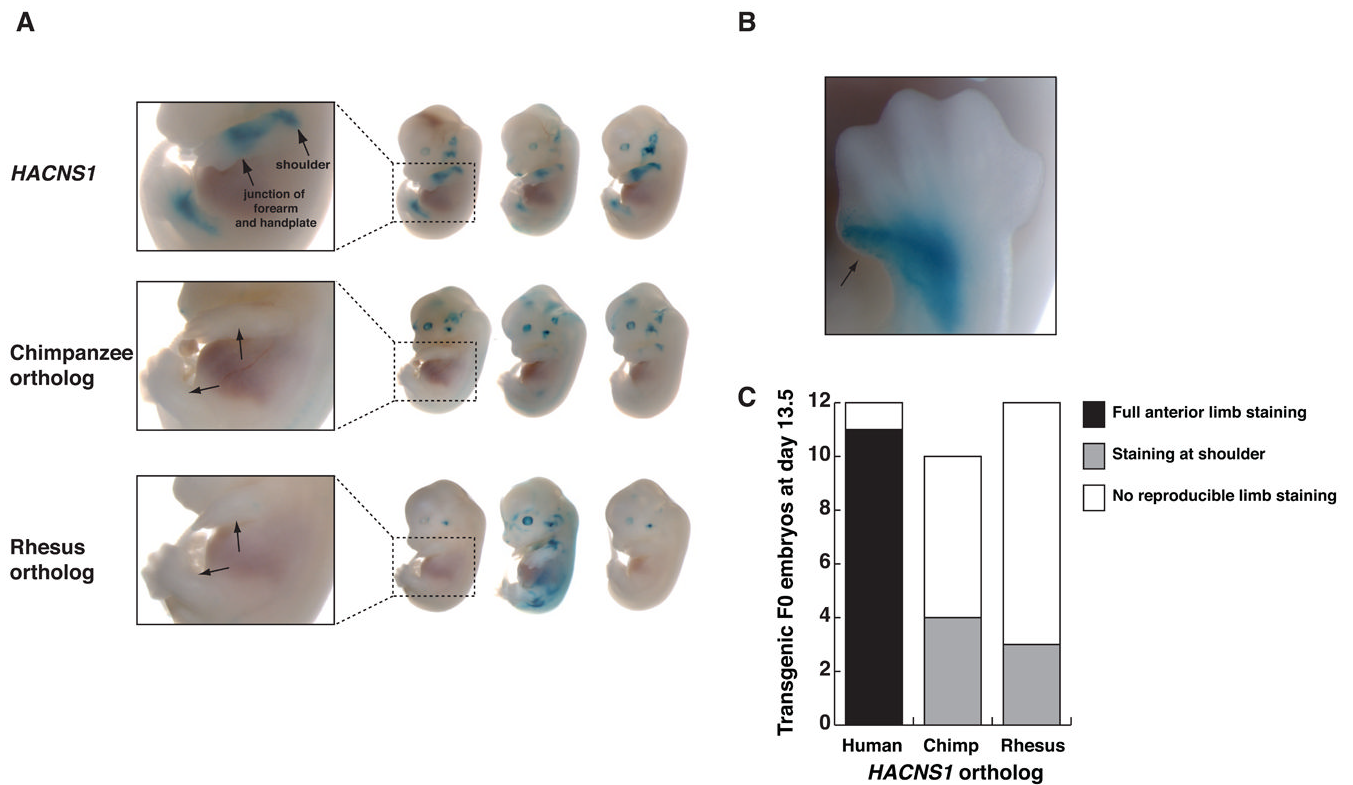 A
HACNS1
shoulder
junction of
forearm
and handplate
Chimpanzee
ortholog
Rhesus
ortholog
B
C
Transgenic F0 embryos at day 13.5
12
10
8
6
4
2
0
Human Chimp Rhesus
HACNS1 ortholog
Full anterior limb staining
Staining at shoulder
No reproducible limb staining